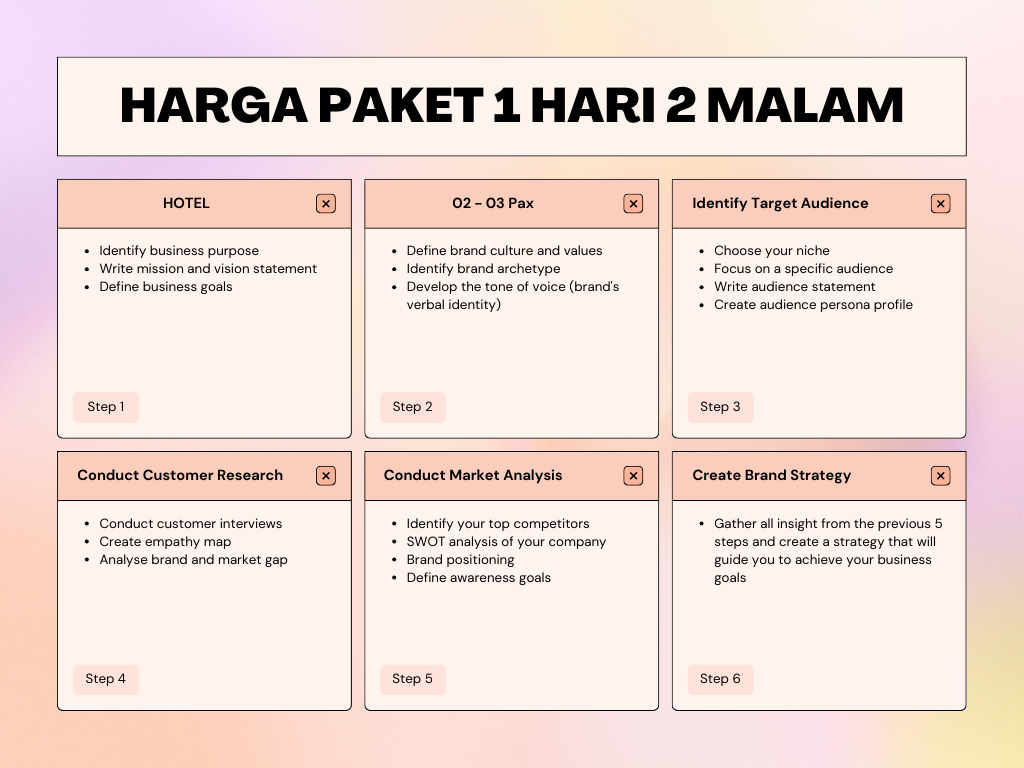 HARGA PAKET 1 HARI 2 MALAM
HOTEL
• Identify business purpose
• Write mission and vision statement
• Define business goals
Step 1
02 - 03 Pax
• Define brand culture and values
• Identify brand archetype
• Develop the tone of voice (brand's
verbal identity)
Step 2
Identify Target Audience
• Choose your niche
• Focus on a specific audience
• Write audience statement
• Create audience persona profile
Step 3
Conduct Customer Research
• Conduct customer interviews
• Create empathy map
• Analyse brand and market gap
Step 4
Conduct Market Analysis
• Identify your top competitors
• SWOT analysis of your company
• Brand positioning
• Define awareness goals
Step 5
Create Brand Strategy
• Gather all insight from the previous 5
steps and create a strategy that will
guide you to achieve your business
goals
Step 6